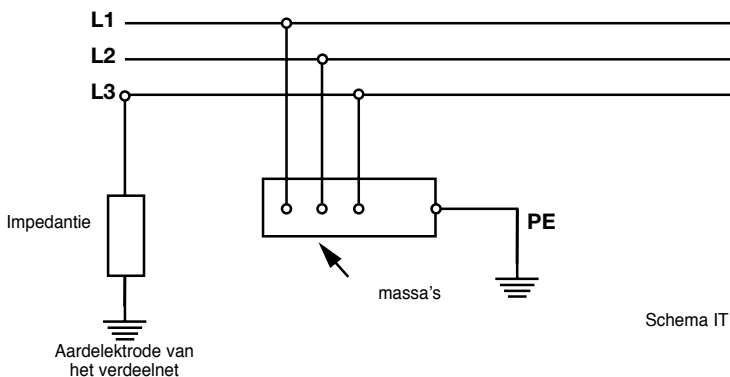 L1
L2
L3
Impedantie
PE
massa's
Schema IT
Aardelektrode van
het verdeelnet